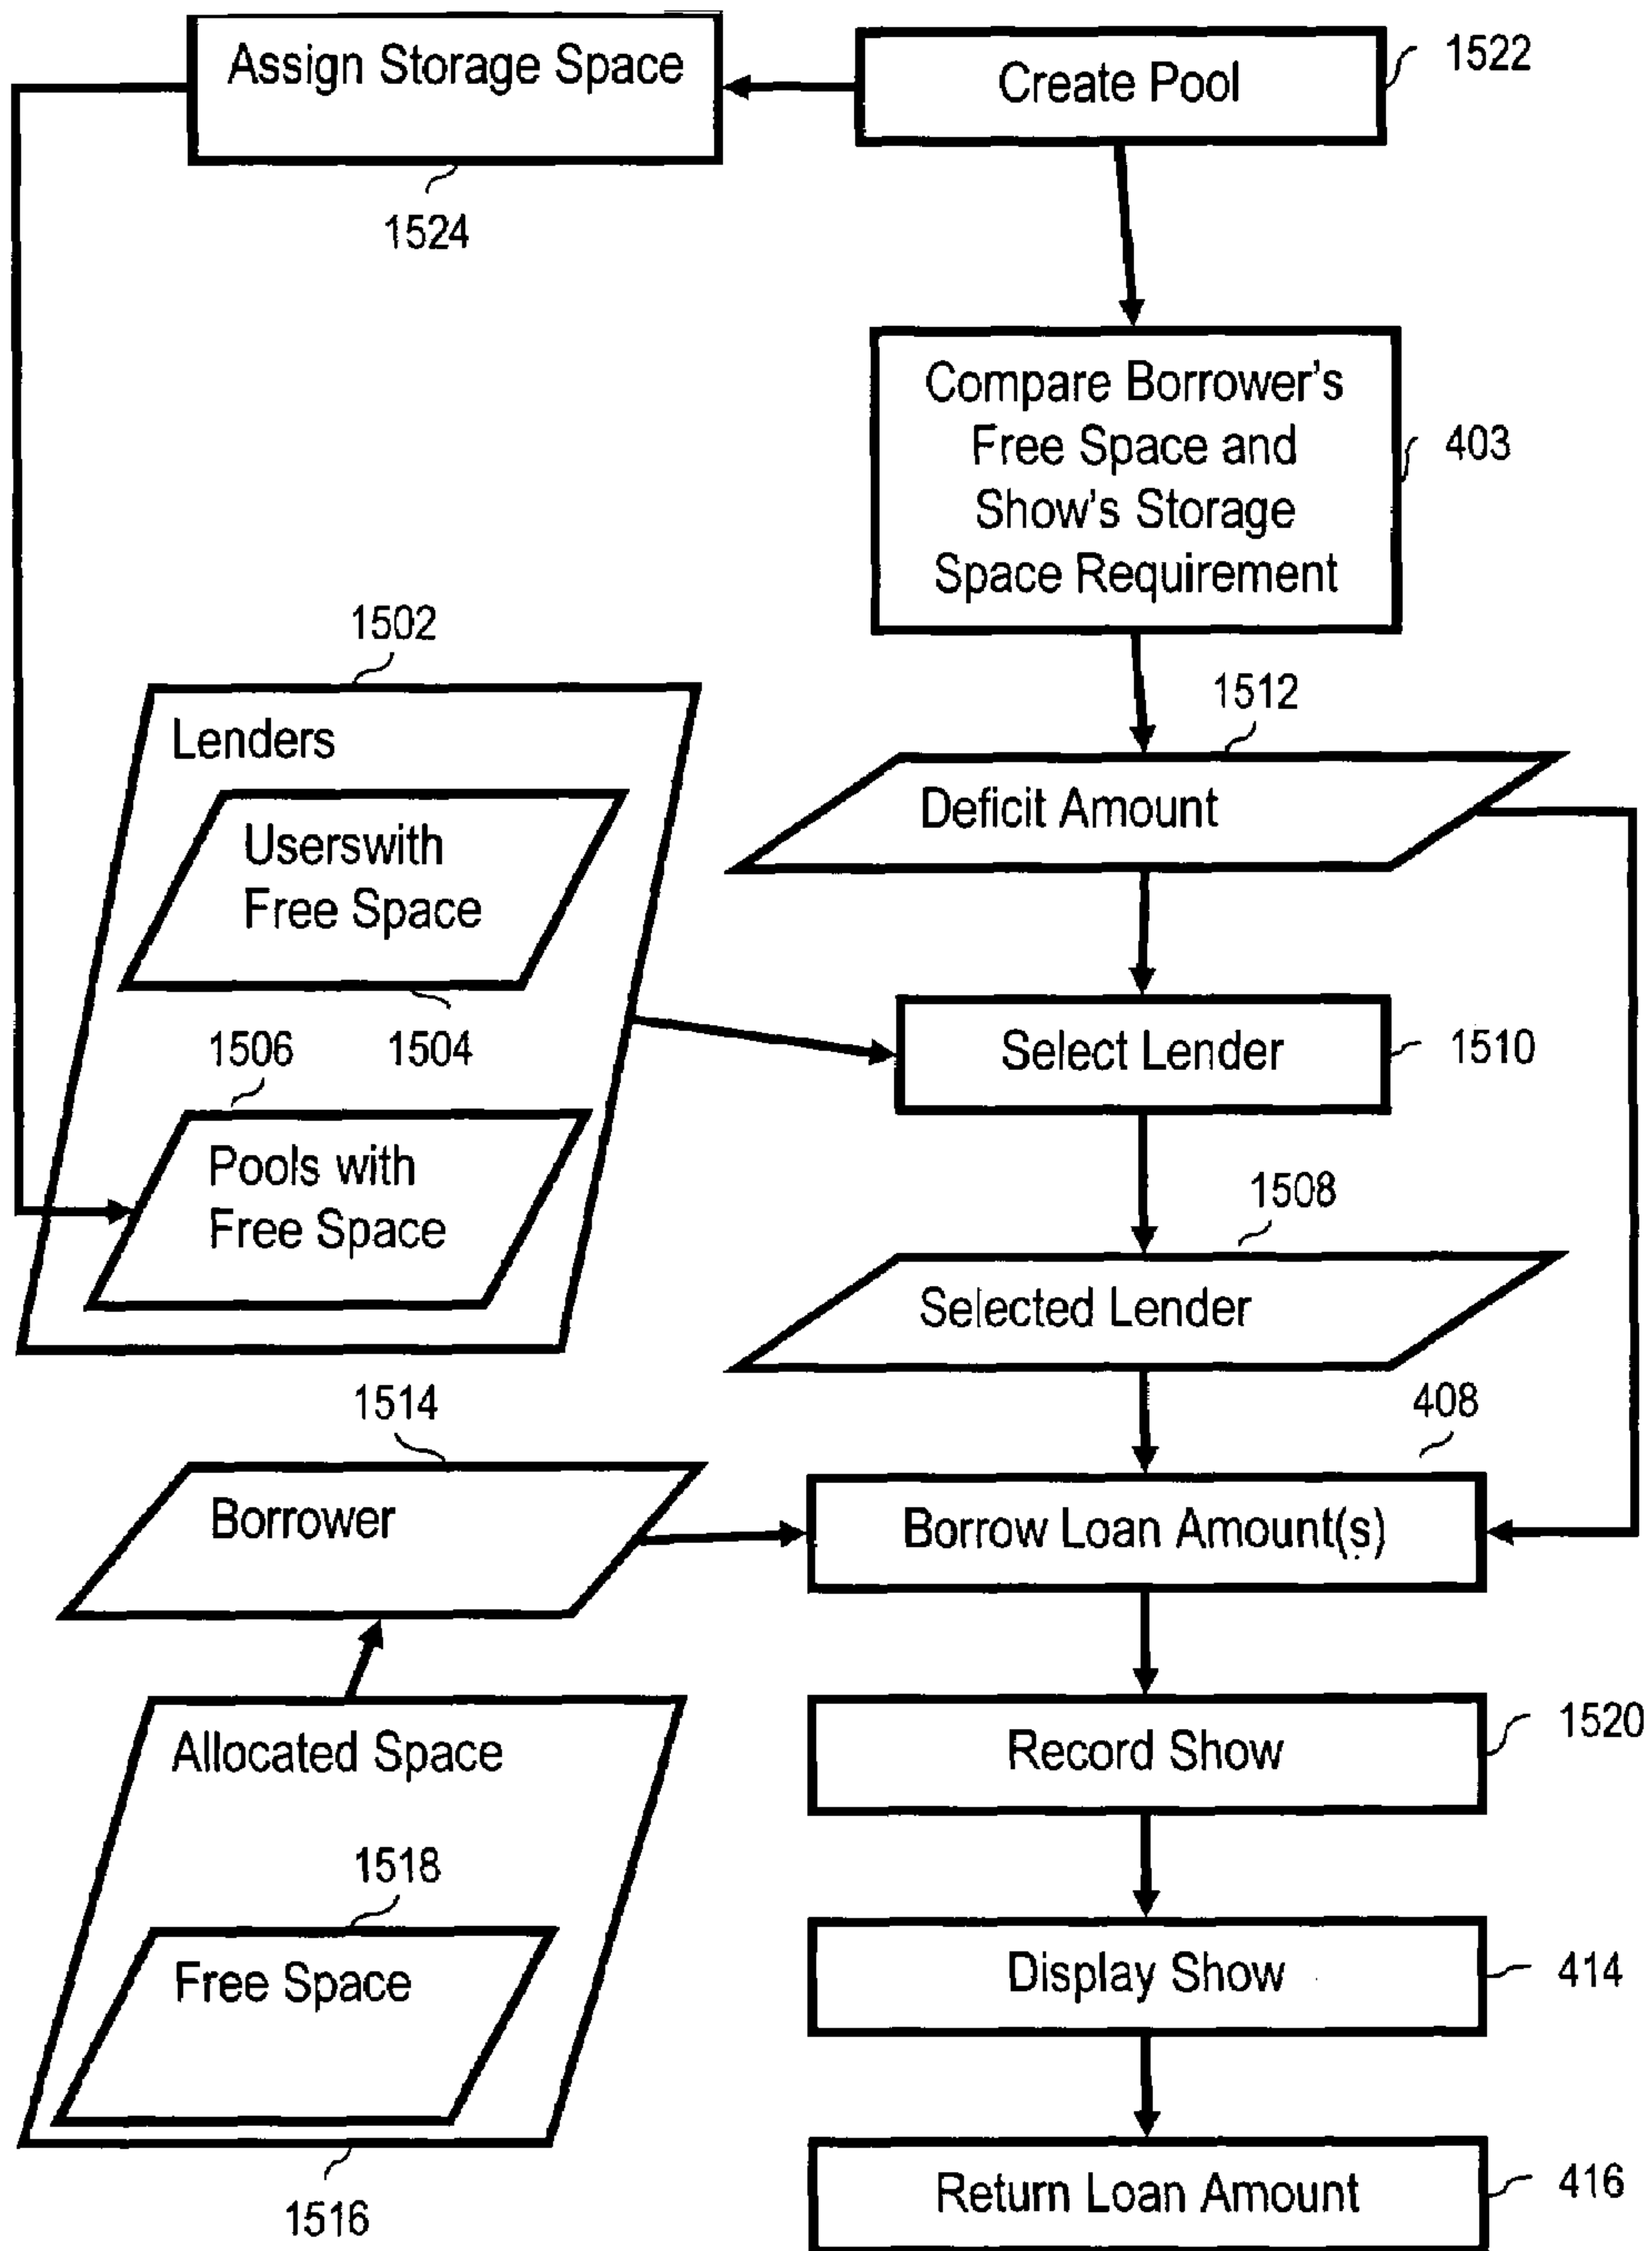 Assign Storage Space
1524
Create Pool
1522
Compare Borrower's
Free Space and
Show's Storage
Space Requirement
403
1502
Lenders
Userswith
Free Space
1504
1506
Pools with
Free Space
1512
Deficit Amount
Select Lender
1510
1508
Selected Lender
408
1514
Borrower
Borrow Loan Amount(s)
Allocated Space
1518
Free Space
1516
Record Show
1520
Display Show
414
Return Loan Amount
416